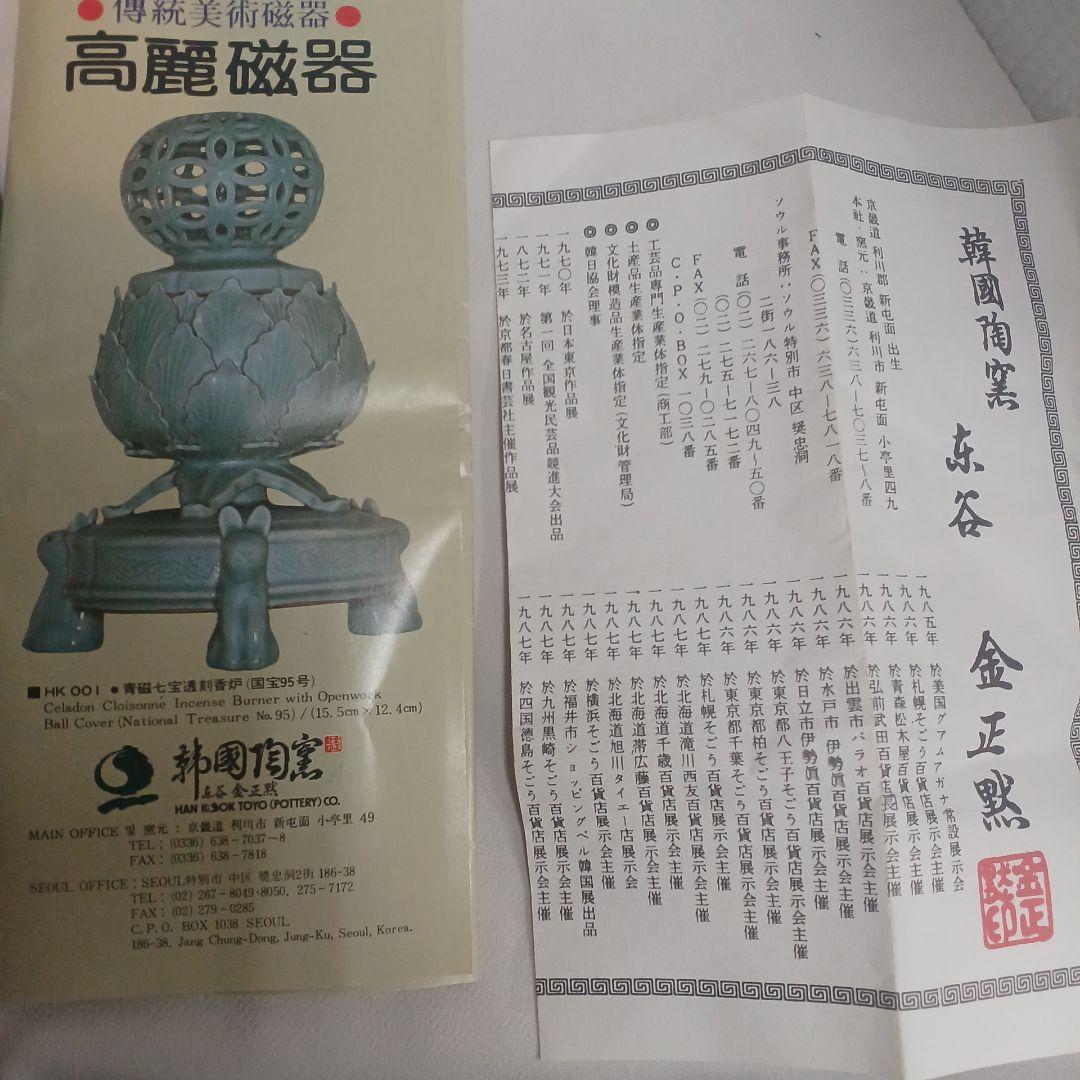 ● 傳統美術磁器 ●
高麗磁器
■ HK 001 ● 青磁七宝透刻香炉 (国宝95号)
Celadon Cloisonné Incense Burner with Openwork
Ball Cover (National Treasure No. 95) / (15.5cm × 12.4cm)
韩國陶窯
东谷 金正黙
HAN KOOK TOYO (POTTERY) CO.
MAIN OFFICE 및 窯元 : 京畿道 利川市 新屯面 小亭里 49
TEL : (0336) 638-7037~8
FAX : (0336) 638-7818
SEOUL OFFICE : SEOUL特別市 中区 奬忠洞2街 186-38
TEL : (02) 267-8049·8050, 275-7172
FAX : (02) 279-0285
C. P. O. BOX 1038 SEOUL
186-38, Jang Chung-Dong, Jung-Ku, Seoul, Korea.
韓國陶窯 东谷 金正黙
金正黙印
京畿道 利川郡 新屯面 出生
本社・窯元：京畿道 利川市 新屯面 小亭里四九
電 話(〇三三六)六三八-七〇三七～八番
FAX(〇三三六)六三八-七八一八番
ソウル事務所：ソウル特別市 中区 奬忠洞
二街一八六-三八
電 話(〇二)二六七-八〇四九～五〇番
(〇二)二七五-七一七二番
FAX(〇二)二七九-〇二八五番
C・P・O・BOX 一〇三八番
◎ 工芸品専門生産業体指定(商工部)
◎ 土産品生産業体指定
◎ 文化財模造品生産業体指定(文化財管理局)
◎ 韓日協会理事
一九七〇年 於日本東京作品展
一九七一年 第一回 全国観光民芸品競進大会出品
一八七二年 於名古屋作品展
一九七三年 於京都春日書芸社主催作品展
一九八五年 於美国グアムアガナ常設展示会
一九八六年 於札幌そごう百貨店展示会主催
一九八六年 於青森松木屋百貨店展示会主催
一九八六年 於弘前武田百貨店展示会主催
一九八六年 於出雲市パラオ百貨店展示会主催
一九八六年 於水戸市 伊勢眞百貨店展示会主催
一九八六年 於日立市伊勢眞百貨店展示会主催
一九八六年 於東京都八王子そごう百貨店展示会主催
一九八六年 於東京都柏そごう百貨店展示会主催
一九八六年 於東京都千葉そごう百貨店展示会主催
一九八七年 於札幌そごう百貨店展示会主催
一九八七年 於北海道滝川西友百貨店展示会主催
一九八七年 於北海道千歳百貨店展示会主催
一九八七年 於北海道帯広藤百貨店展示会主催
一九八七年 於北海道旭川タイエー店展示会
一九八七年 於横浜そごう百貨店展示会主催
一九八七年 於福井市ショッピングベル韓国展出品
一九八七年 於九州黒崎そごう百貨店展示会主催
一九八七年 於四国徳島そごう百貨店展示会主催